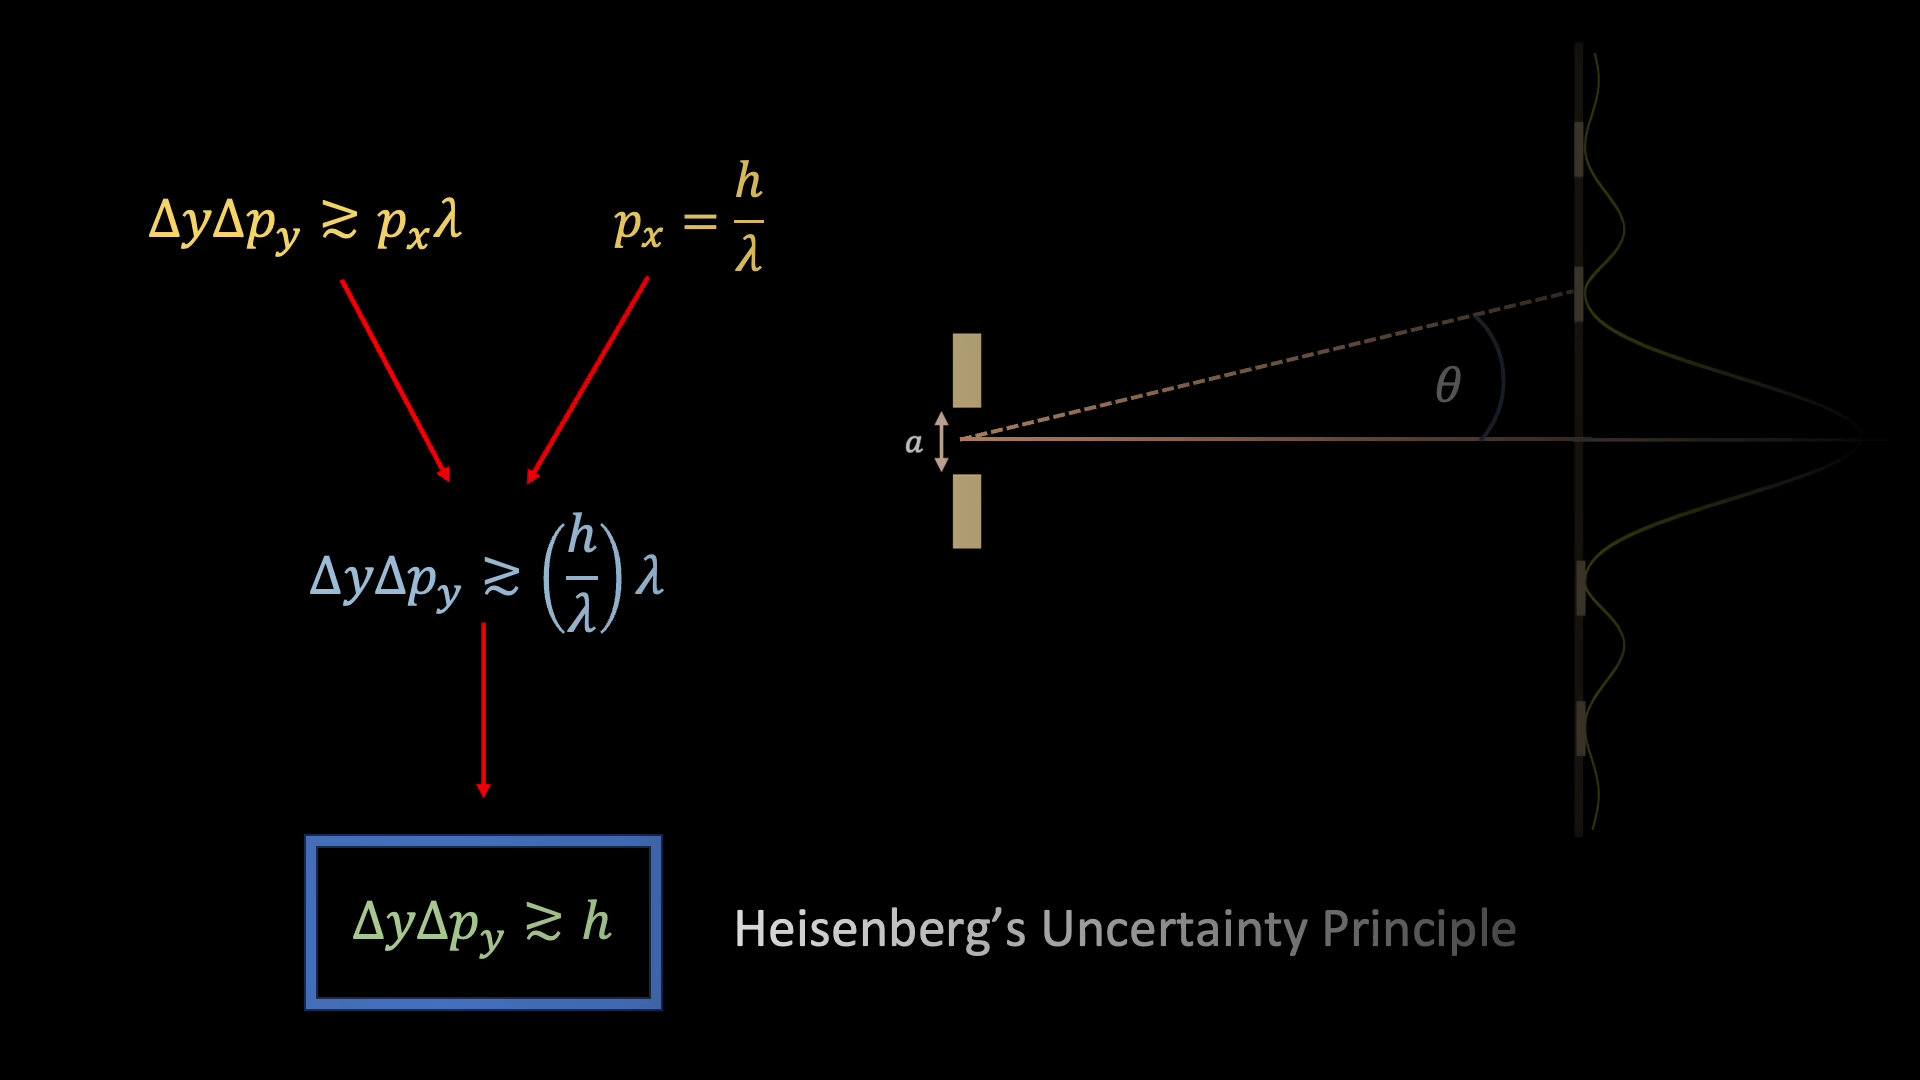 ΔyΔp_y ≳ p_xλ
p_x = h/λ
a
θ
ΔyΔp_y ≳ (h/λ) λ
ΔyΔp_y ≳ h
Heisenberg’s Uncertainty Principle